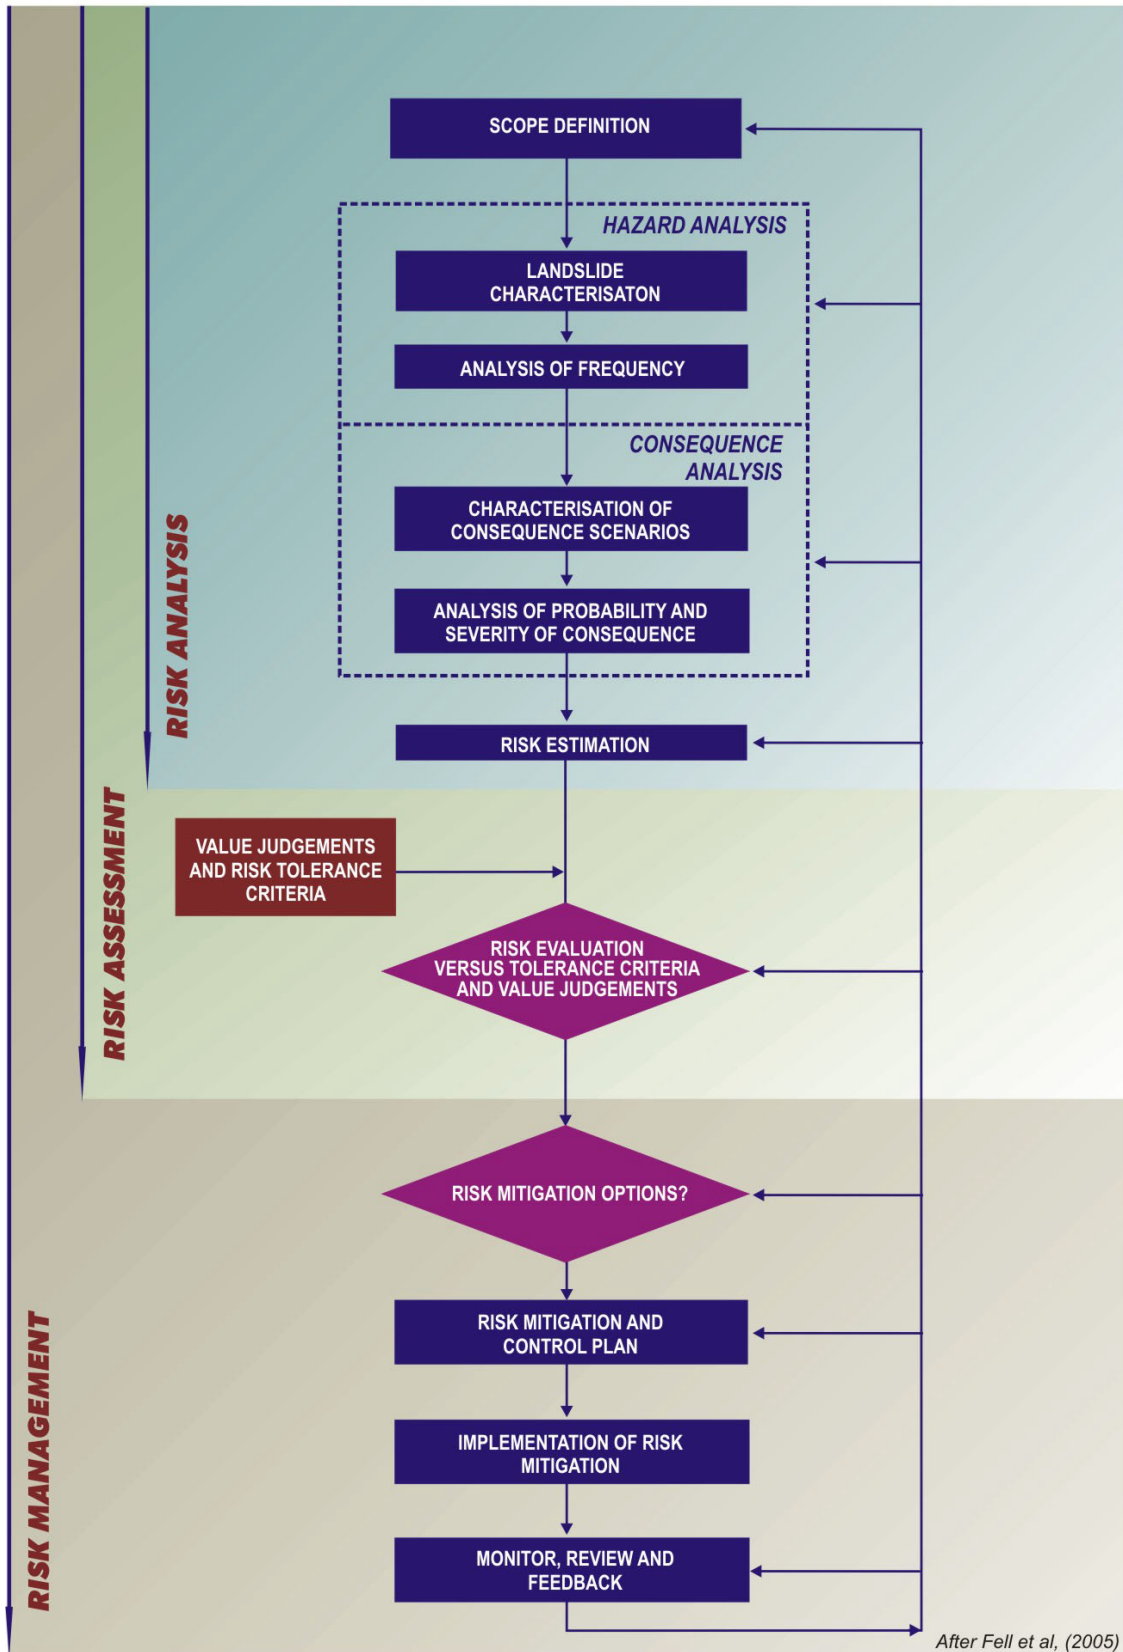 SCOPE DEFINITION
HAZARD ANALYSIS
LANDSLIDE
CHARACTERISATON
ANALYSIS OF FREQUENCY
CONSEQUENCE
ANALYSIS
CHARACTERISATION OF
CONSEQUENCE SCENARIOS
ANALYSIS OF PROBABILITY AND
SEVERITY OF CONSEQUENCE
RISK ANALYSIS
RISK ESTIMATION
VALUE JUDGEMENTS
AND RISK TOLERANCE
CRITERIA
RISK ASSESSMENT
RISK EVALUATION
VERSUS TOLERANCE CRITERIA
AND VALUE JUDGEMENTS
RISK MITIGATION OPTIONS?
RISK MITIGATION AND
CONTROL PLAN
RISK MANAGEMENT
IMPLEMENTATION OF RISK
MITIGATION
MONITOR, REVIEW AND
FEEDBACK
After Fell et al, (2005)